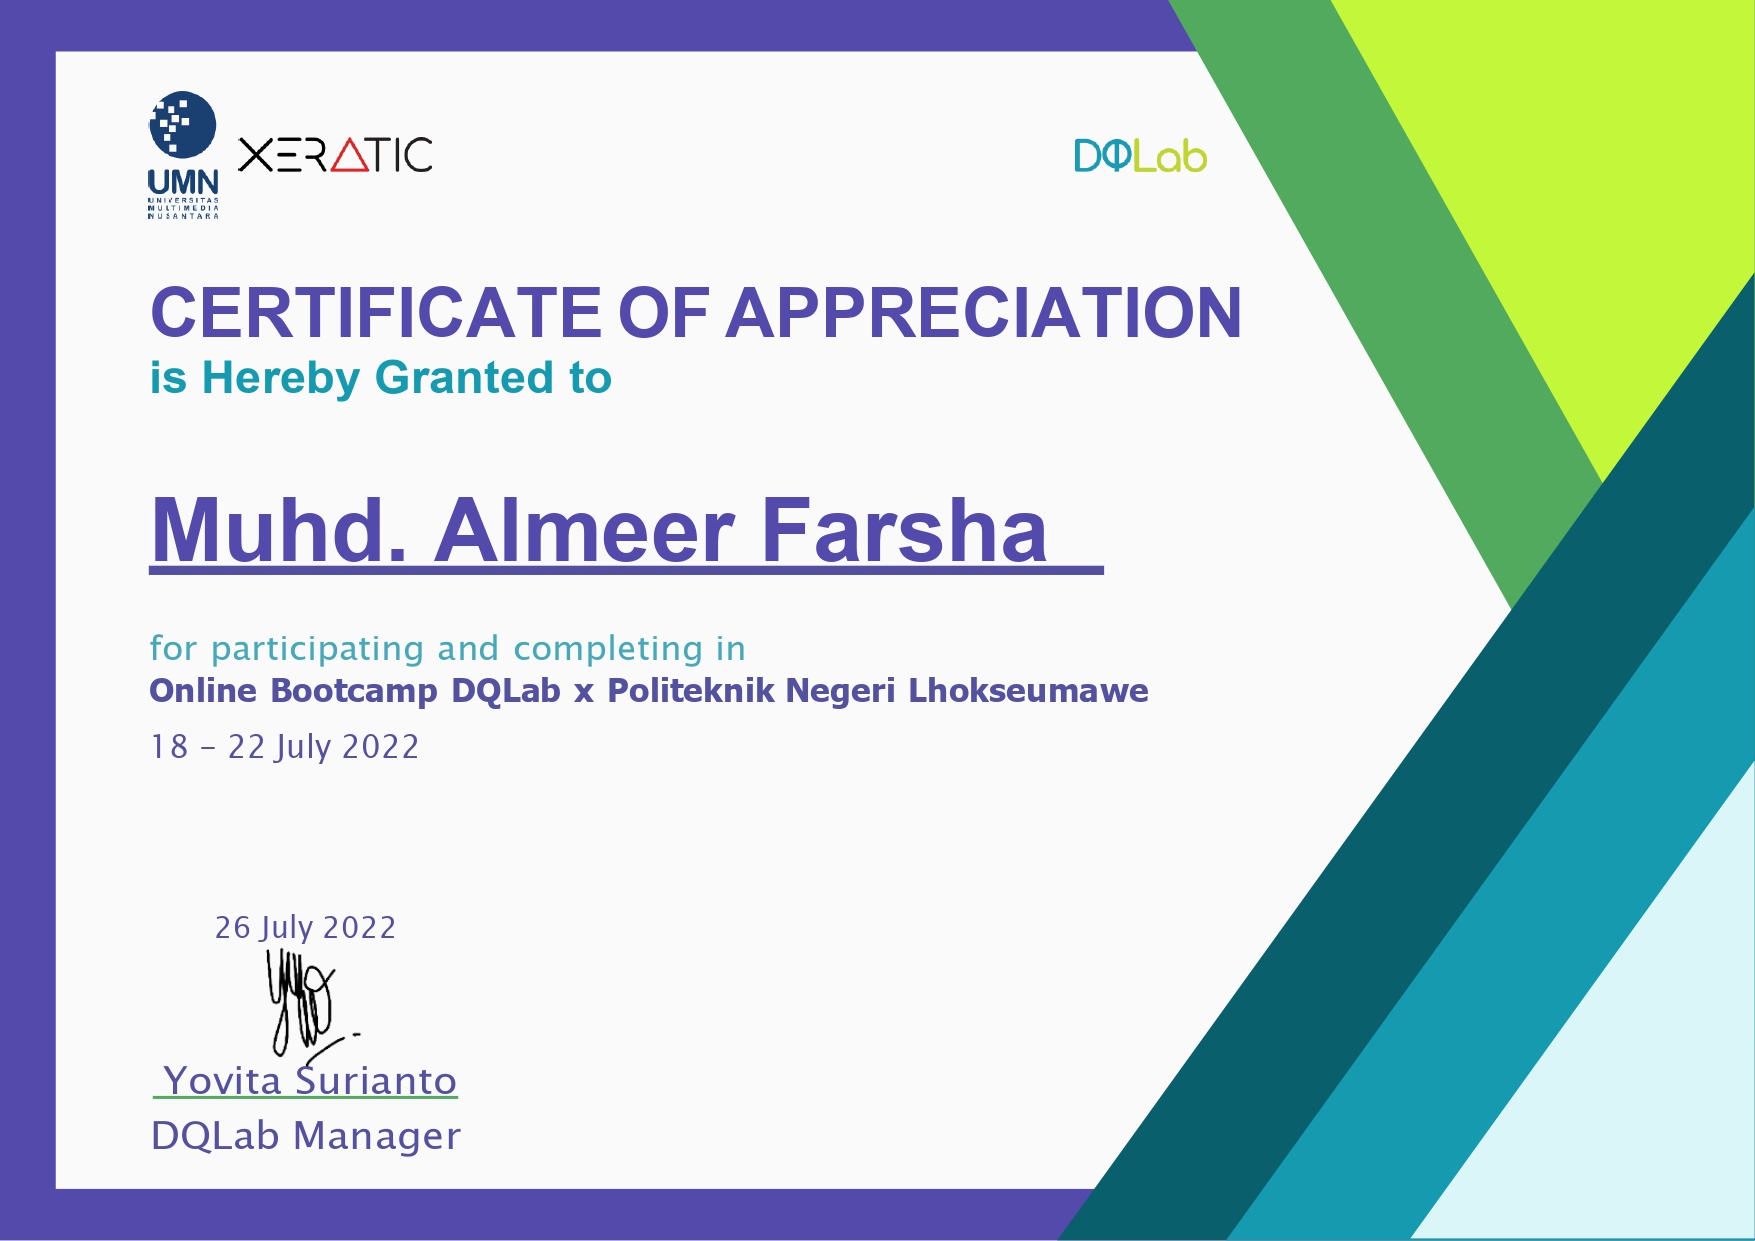 UMN
UNIVERSITAS
MULTIMEDIA
NUSANTARA
XERATIC
DQLab
CERTIFICATE OF APPRECIATION
is Hereby Granted to
Muhd. Almeer Farsha
for participating and completing in
Online Bootcamp DQLab x Politeknik Negeri Lhokseumawe
18 – 22 July 2022
26 July 2022
Yovita Surianto
DQLab Manager